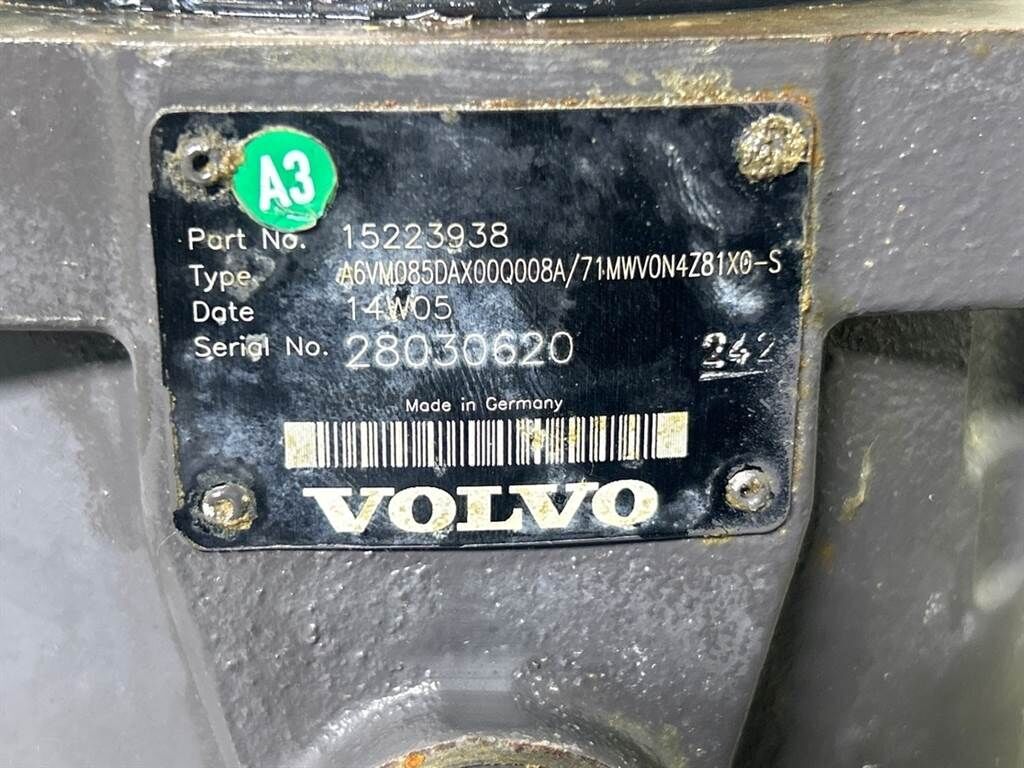 A3
Part No. 15223938
Type A6VM085DAX00Q008A/71MWV0N4Z81X0-S
Date 14W05
Serial No. 28030620 242
Made in Germany
VOLVO